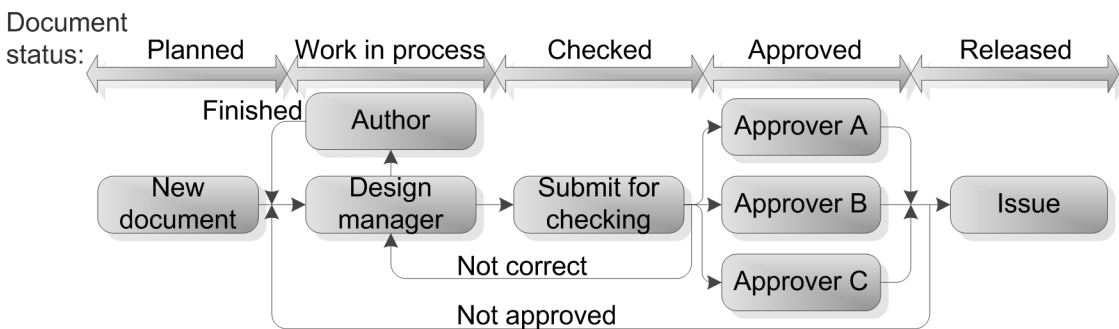 Document
status:
Planned
Work in process
Checked
Approved
Released
Finished
Author
Approver A
New
document
Design
manager
Submit for
checking
Approver B
Issue
Not correct
Approver C
Not approved